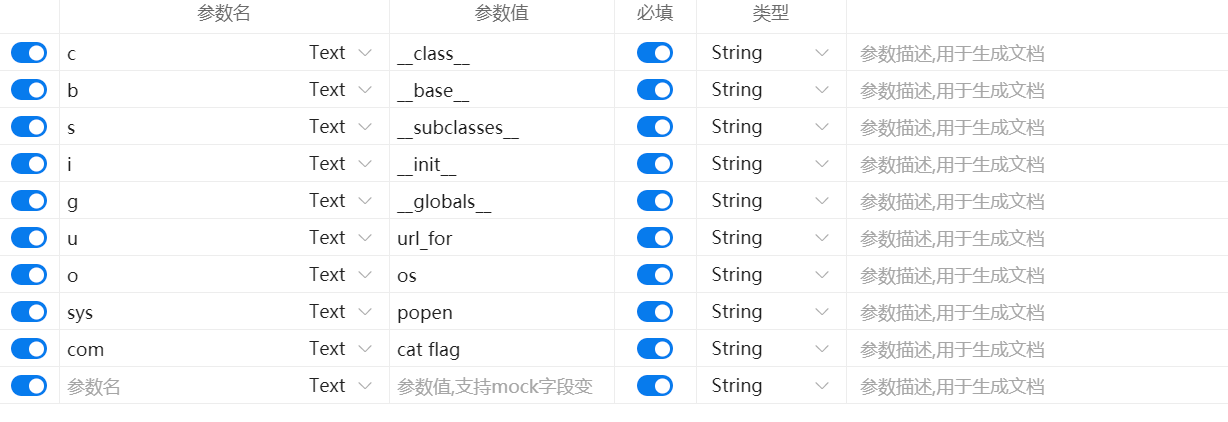 参数名 参数值 必填 类型
c Text __class__ String 参数描述,用于生成文档
b Text __base__ String 参数描述,用于生成文档
s Text __subclasses__ String 参数描述,用于生成文档
i Text __init__ String 参数描述,用于生成文档
g Text __globals__ String 参数描述,用于生成文档
u Text url_for String 参数描述,用于生成文档
o Text os String 参数描述,用于生成文档
sys Text popen String 参数描述,用于生成文档
com Text cat flag String 参数描述,用于生成文档
参数名 Text 参数值,支持mock字段变 String 参数描述,用于生成文档